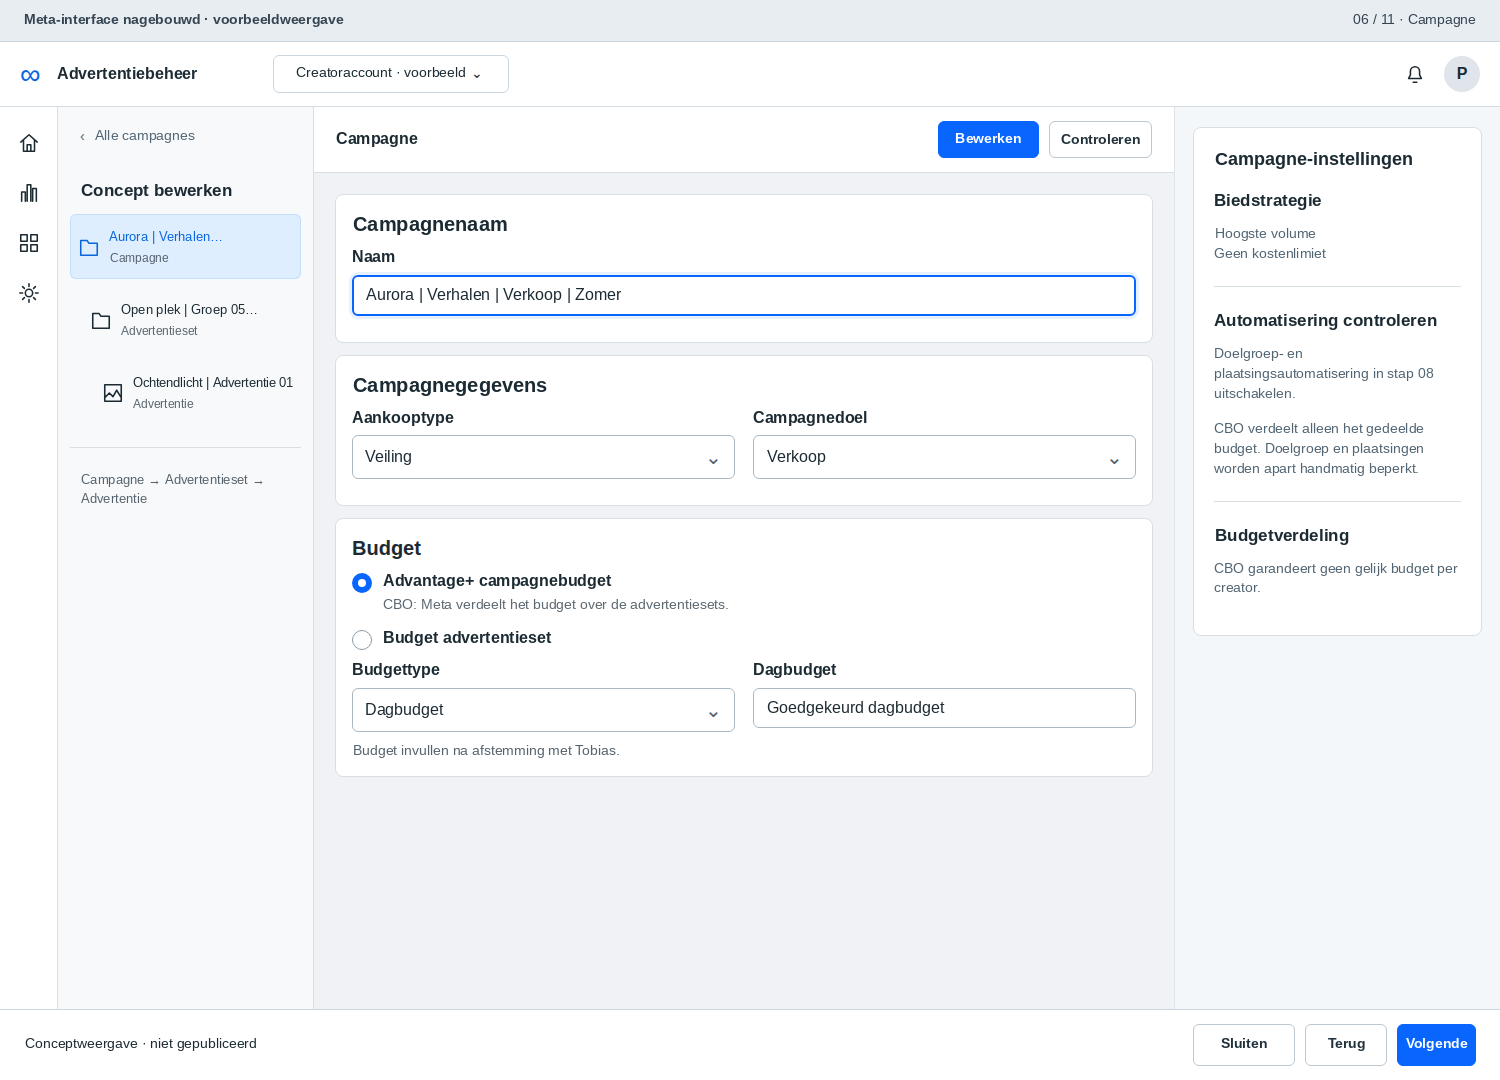 Meta-interface nagebouwd · voorbeeldweergave
06 / 11 · Campagne
Advertentiebeheer
Creatoraccount · voorbeeld
P
‹ Alle campagnes
Concept bewerken
Aurora | Verhalen…
Campagne
Open plek | Groep 05…
Advertentieset
Ochtendlicht | Advertentie 01
Advertentie
Campagne → Advertentieset →
Advertentie
Campagne
Bewerken
Controleren
Campagnenaam
Naam
Aurora | Verhalen | Verkoop | Zomer
Campagnegegevens
Aankooptype
Campagnedoel
Veiling
Verkoop
Budget
Advantage+ campagnebudget
CBO: Meta verdeelt het budget over de advertentiesets.
Budget advertentieset
Budgettype
Dagbudget
Dagbudget
Goedgekeurd dagbudget
Budget invullen na afstemming met Tobias.
Campagne-instellingen
Biedstrategie
Hoogste volume
Geen kostenlimiet
Automatisering controleren
Doelgroep- en
plaatsingsautomatisering in stap 08
uitschakelen.
CBO verdeelt alleen het gedeelde
budget. Doelgroep en plaatsingen
worden apart handmatig beperkt.
Budgetverdeling
CBO garandeert geen gelijk budget per
creator.
Conceptweergave · niet gepubliceerd
Sluiten
Terug
Volgende